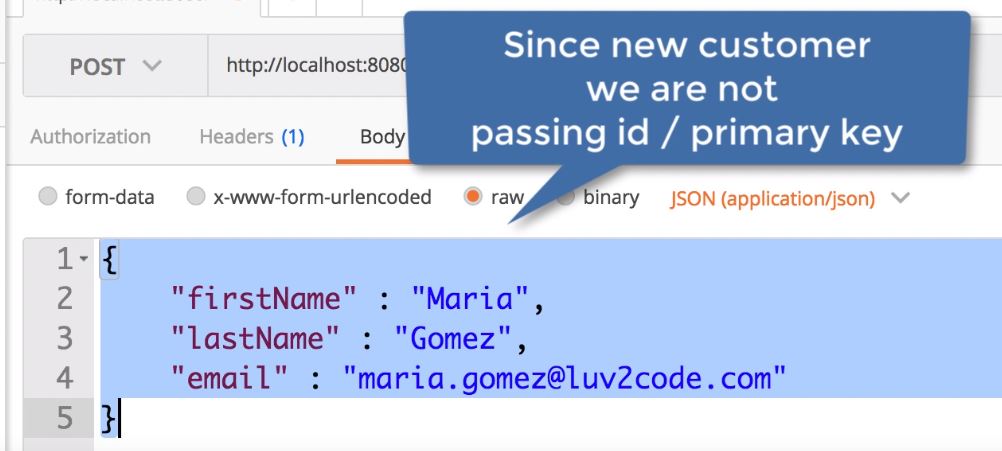 Since new customer
we are not
passing id / primary key
POST
http://localhost:8080
Authorization
Headers (1)
Body
form-data
x-www-form-urlencoded
raw
binary
JSON (application/json)
1
{
2
"firstName" : "Maria",
3
"lastName" : "Gomez",
4
"email" : "maria.gomez@luv2code.com"
5
}